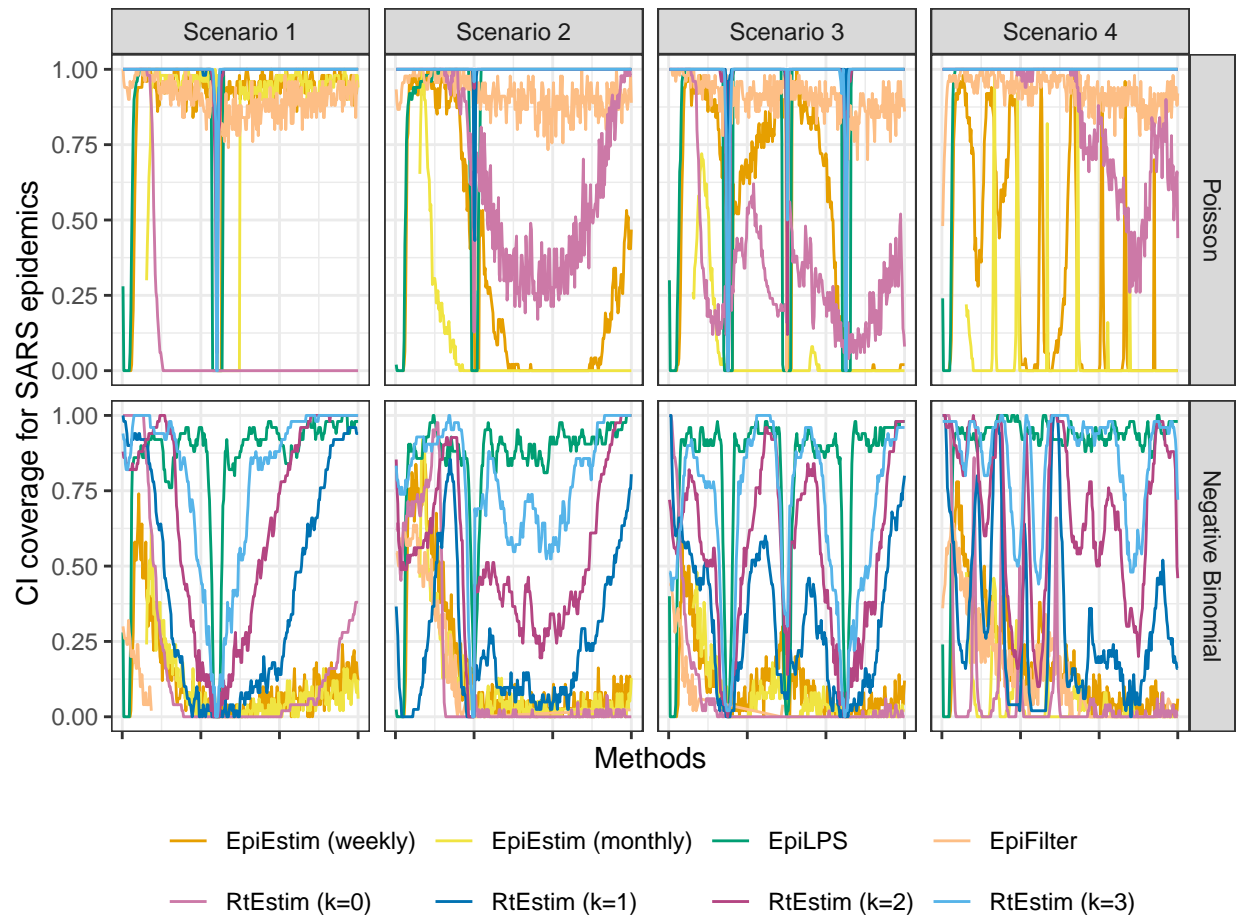 Scenario 1
Scenario 2
Scenario 3
Scenario 4
CI coverage for SARS epidemics
1.00
0.75
0.50
0.25
0.00
Poisson
1.00
0.75
0.50
0.25
0.00
Negative Binomial
Methods
EpiEstim (weekly)
EpiEstim (monthly)
EpiLPS
EpiFilter
RtEstim (k=0)
RtEstim (k=1)
RtEstim (k=2)
RtEstim (k=3)